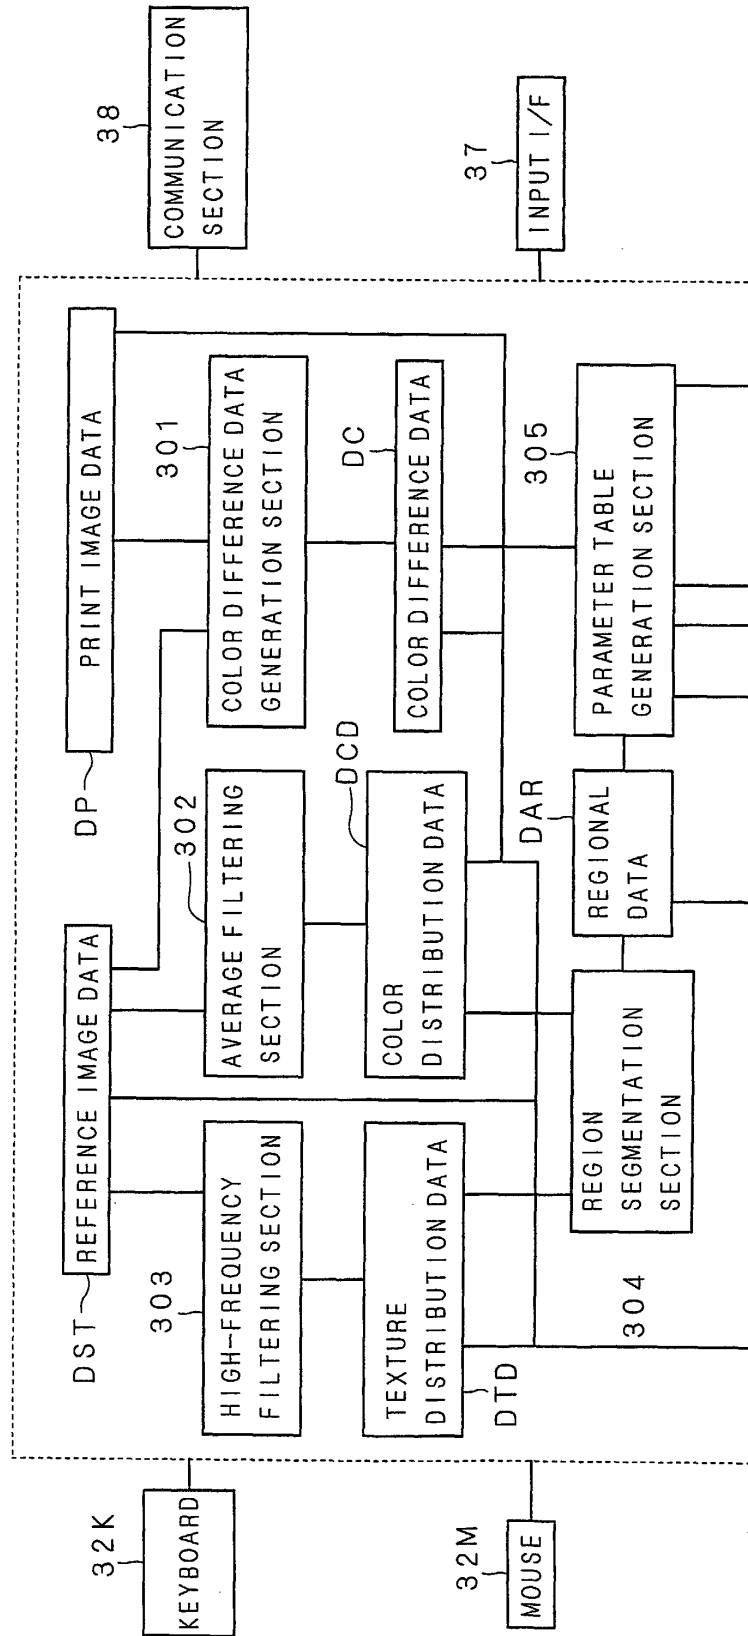 32K
KEYBOARD
32M
MOUSE
DST
REFERENCE IMAGE DATA
DP
PRINT IMAGE DATA
303
HIGH-FREQUENCY
FILTERING SECTION
302
AVERAGE FILTERING
SECTION
301
COLOR DIFFERENCE DATA
GENERATION SECTION
TEXTURE
DISTRIBUTION DATA
DTD
COLOR
DISTRIBUTION DATA
DCD
DC
COLOR DIFFERENCE DATA
304
REGION
SEGMENTATION
SECTION
DAR
REGIONAL
DATA
305
PARAMETER TABLE
GENERATION SECTION
38
COMMUNICATION
SECTION
37
INPUT I/F